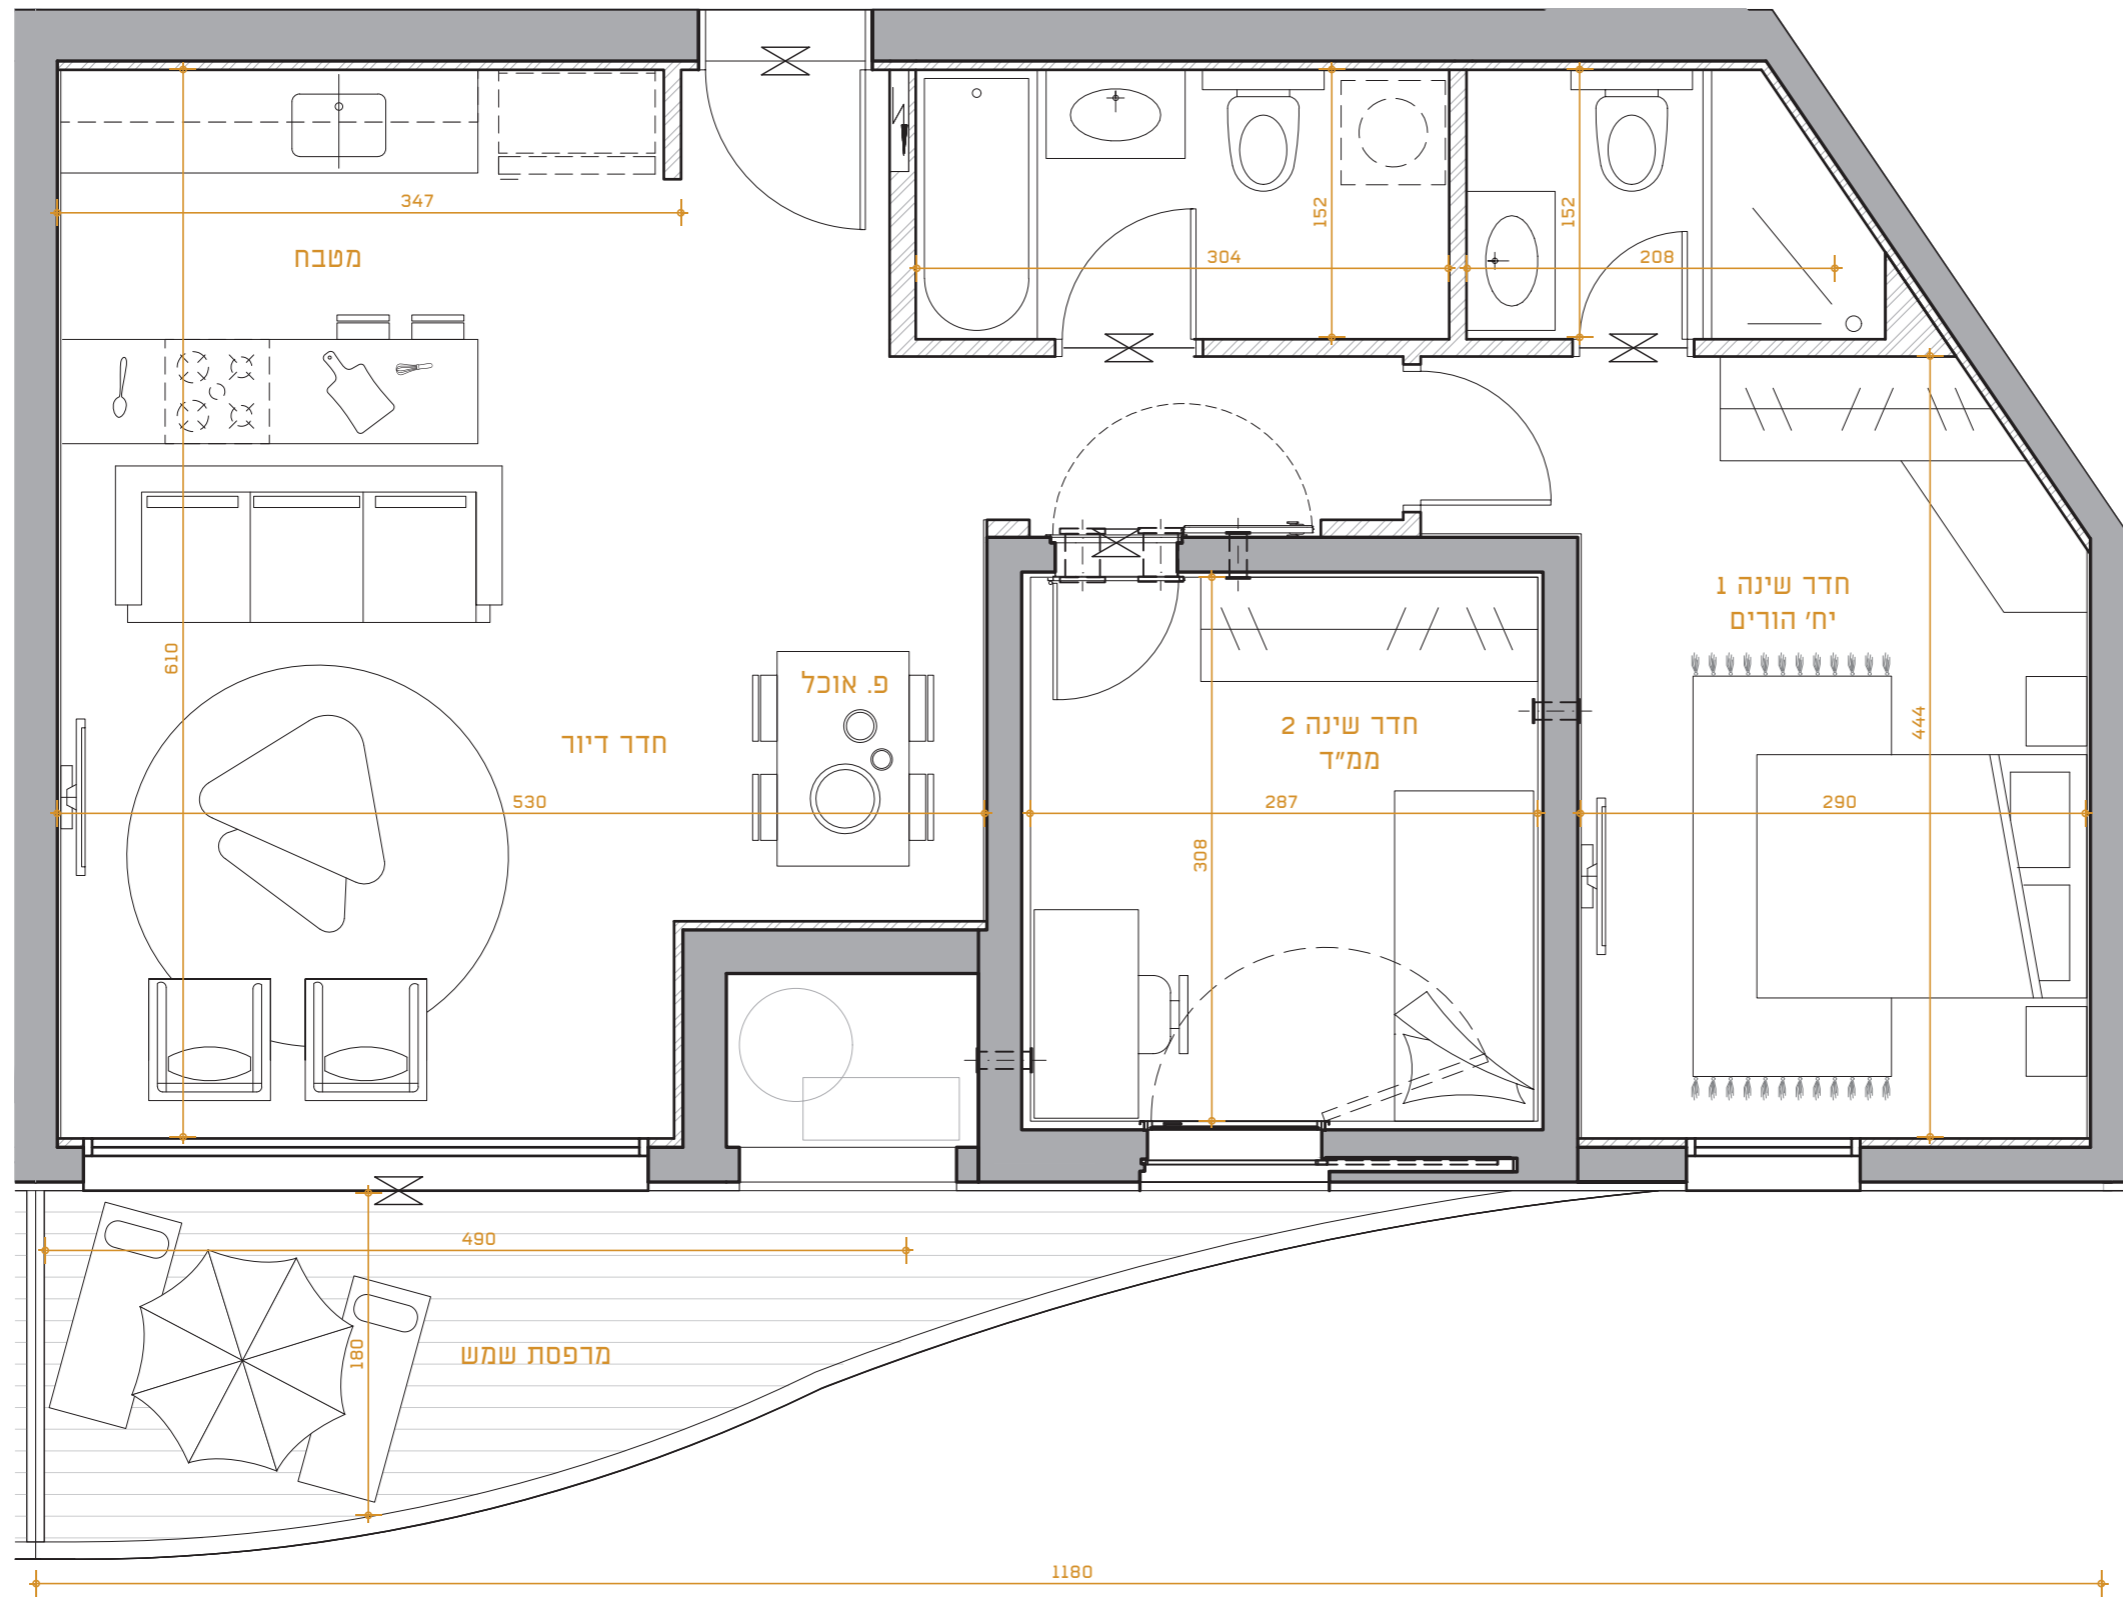 347
מטבח
152
304
152
208
610
חדר שינה 1
יח׳ הורים
פ. אוכל
חדר דיור
חדר שינה 2
ממ״ד
444
530
287
290
308
490
180
מרפסת שמש
1180